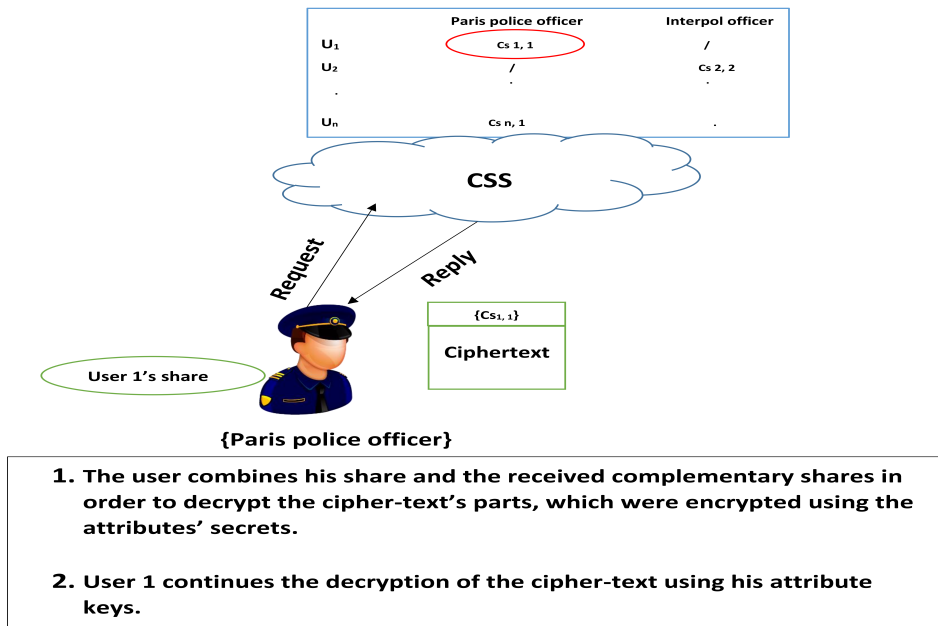 Paris police officer Interpol officer
U1 Cs 1, 1 /
U2 / Cs 2, 2
. .
.
Un Cs n, 1 .
CSS
Request
Reply
{Cs1, 1}
Ciphertext
User 1's share
{Paris police officer}
1. The user combines his share and the received complementary shares in
order to decrypt the cipher-text's parts, which were encrypted using the
attributes' secrets.
2. User 1 continues the decryption of the cipher-text using his attribute
keys.